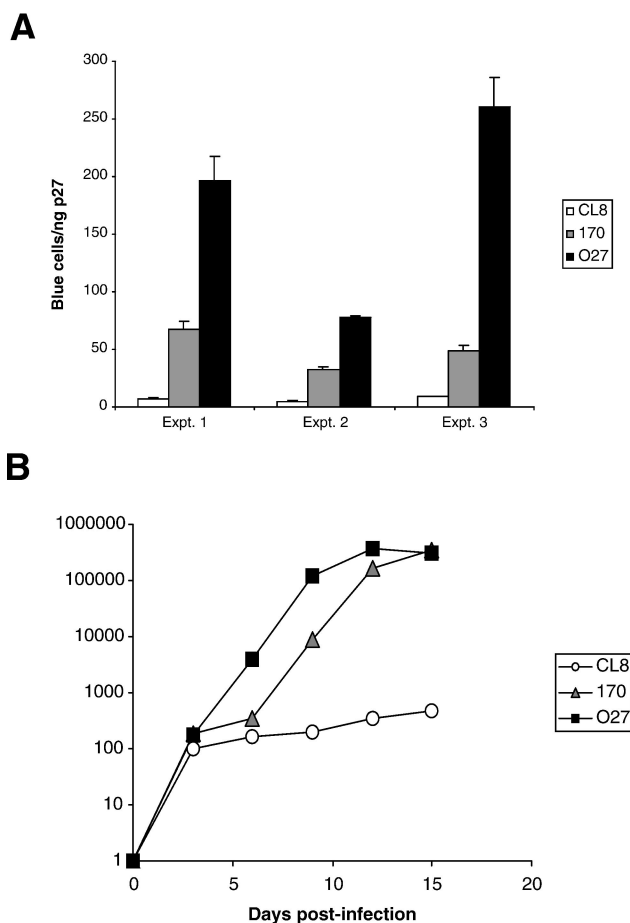 A
300
250
200
150
100
50
0
Blue cells/ng p27
Expt. 1 Expt. 2 Expt. 3
CL8
170
O27
B
1000000
100000
10000
1000
100
10
1
0 5 10 15 20
Days post-infection
CL8
170
O27